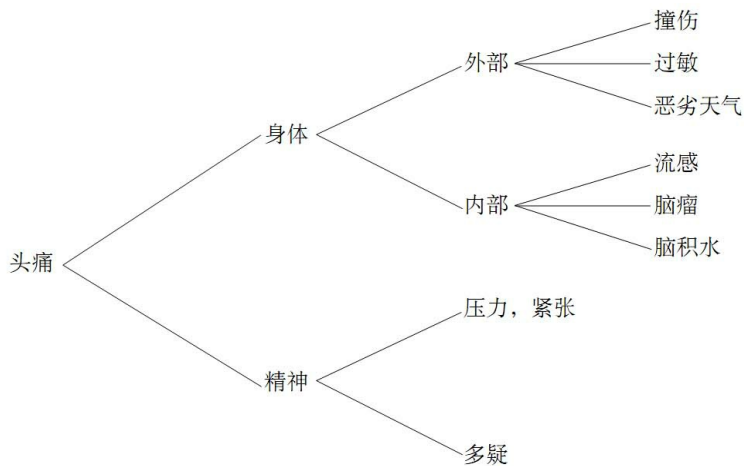 撞伤
外部
过敏
恶劣天气
身体
流感
内部
脑瘤
脑积水
头痛
压力，紧张
精神
多疑